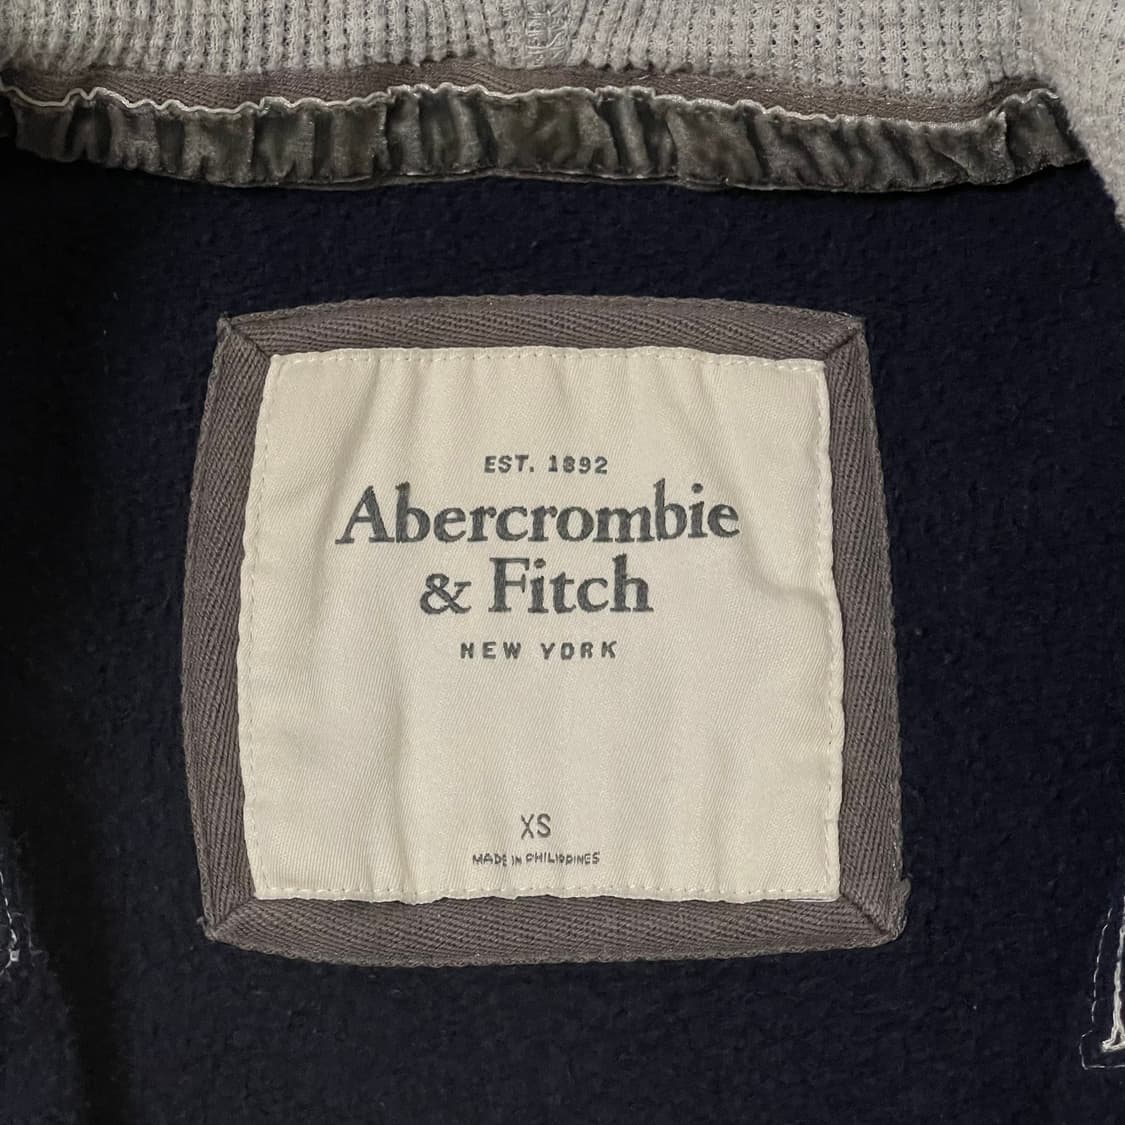 EST. 1892
Abercrombie
& Fitch
NEW YORK
XS
MADE IN PHILIPPINES